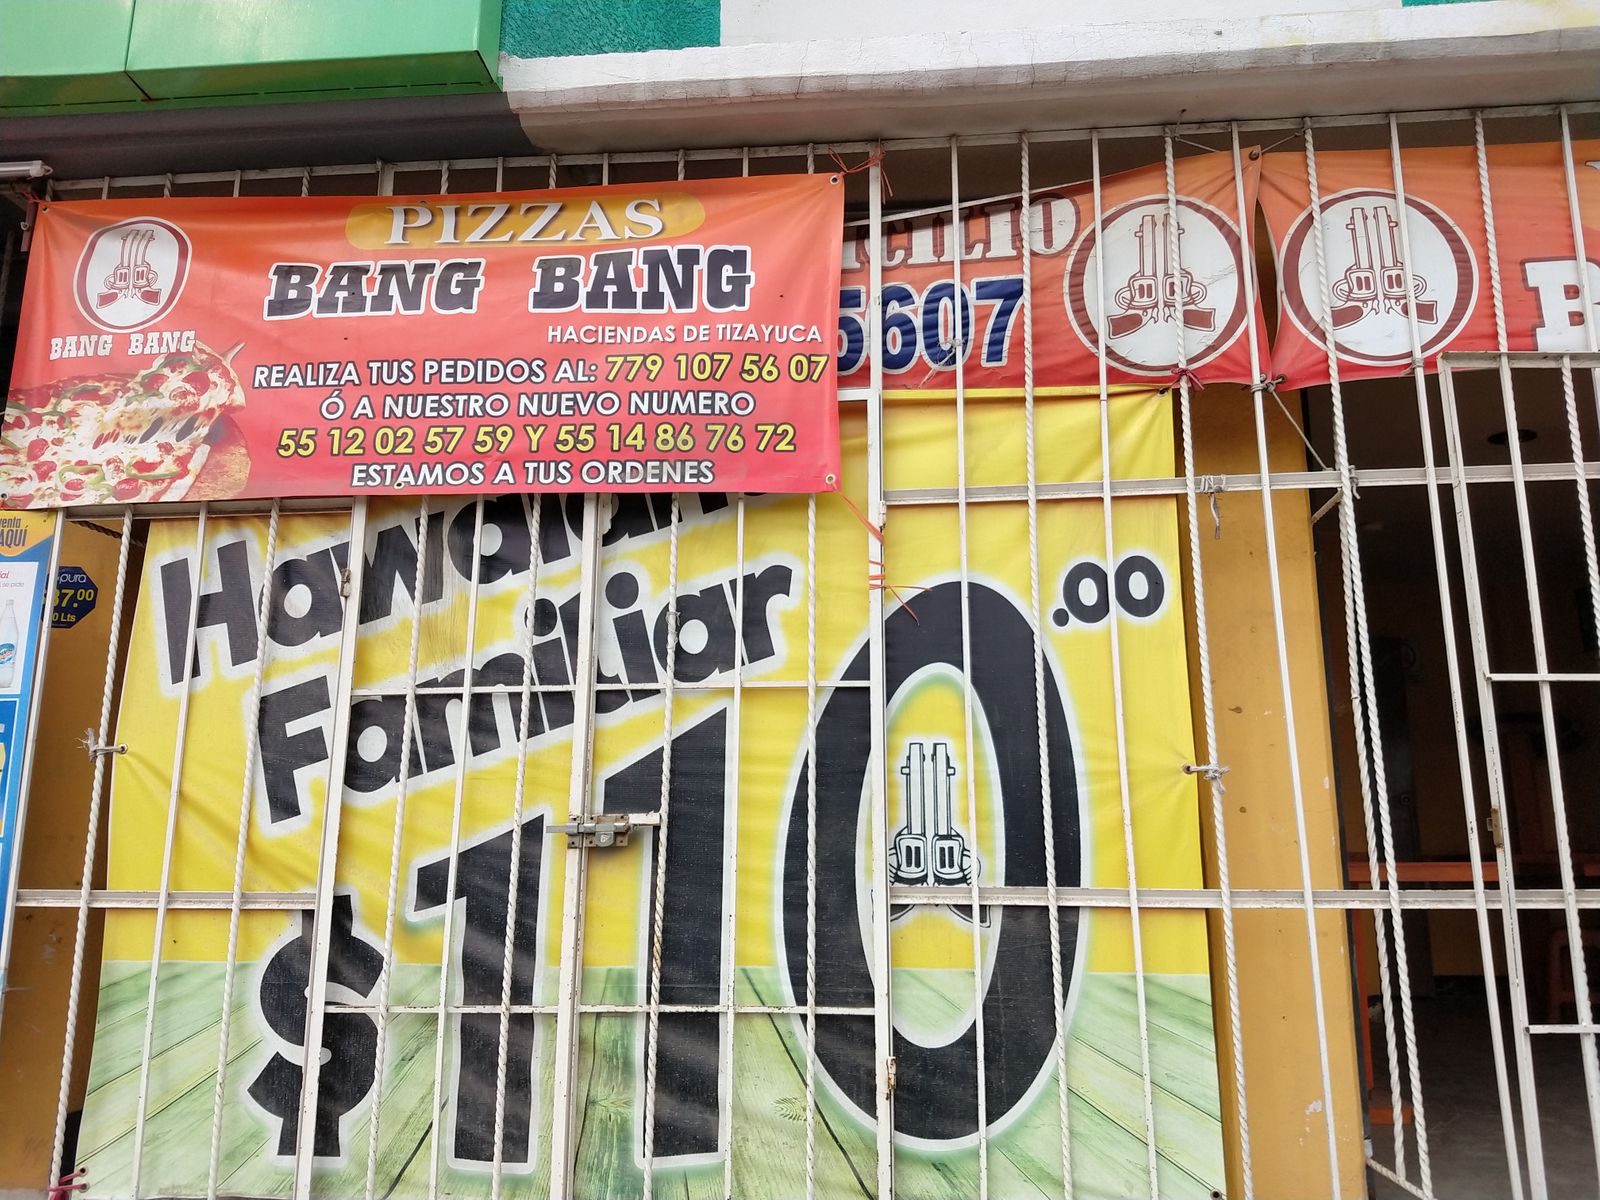 PIZZAS
BANG BANG
BANG BANG
HACIENDAS DE TIZAYUCA
REALIZA TUS PEDIDOS AL: 779 107 56 07
Ó A NUESTRO NUEVO NUMERO
55 12 02 57 59 Y 55 14 86 76 72
ESTAMOS A TUS ORDENES
5607
Familiar
$110.00
AQUÍ